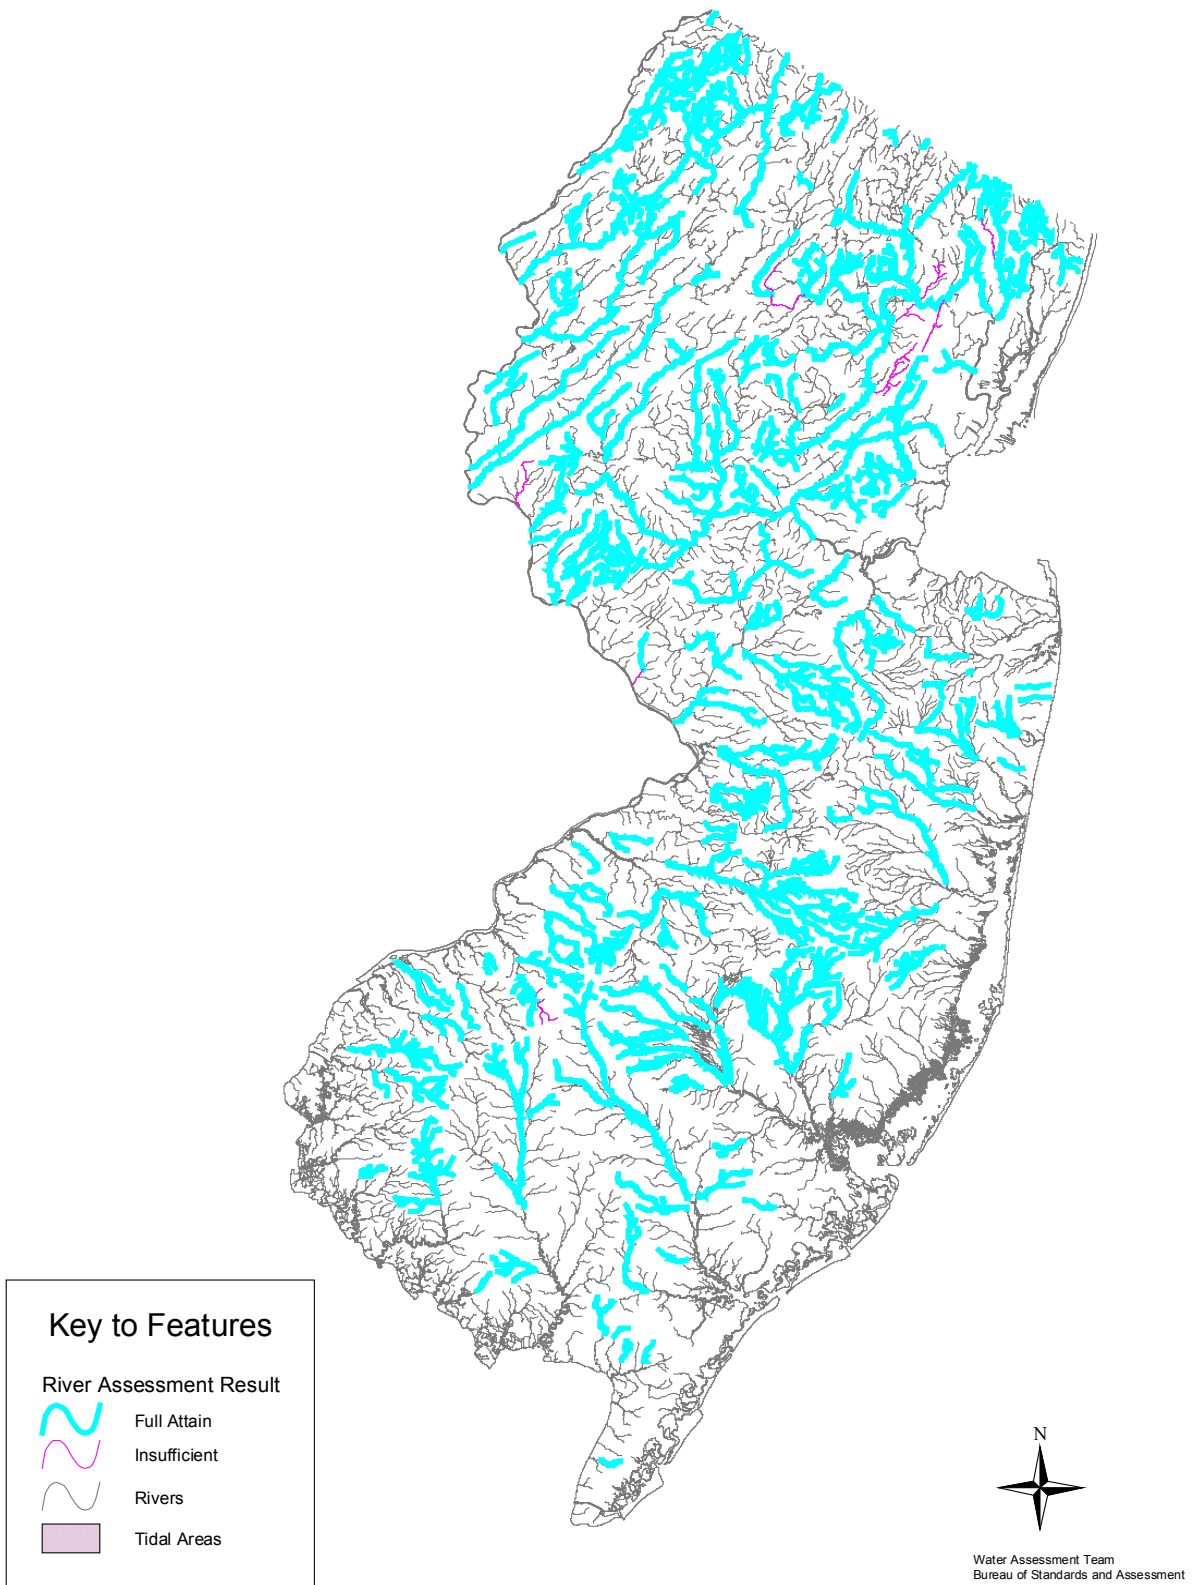 Key to Features
River Assessment Result
Full Attain
Insufficient
Rivers
Tidal Areas
N
Water Assessment Team
Bureau of Standards and Assessment